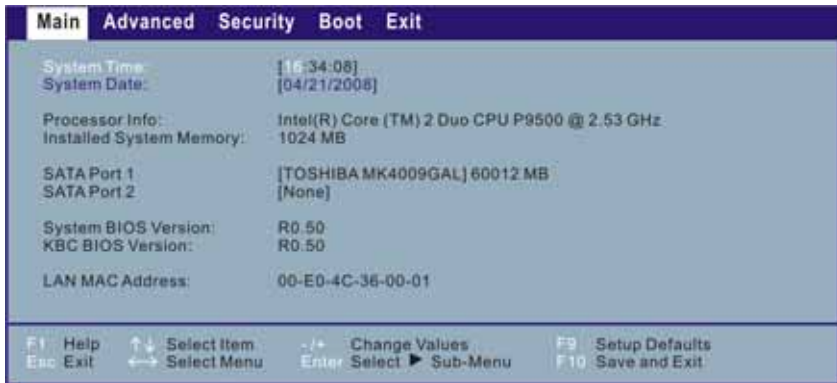 Main Advanced Security Boot Exit
System Time: [16:34:08]
System Date: [04/21/2008]
Processor Info: Intel(R) Core (TM) 2 Duo CPU P9500 @ 2.53 GHz
Installed System Memory: 1024 MB
SATA Port 1 [TOSHIBA MK4009GAL] 60012 MB
SATA Port 2 [None]
System BIOS Version: R0.50
KBC BIOS Version: R0.50
LAN MAC Address: 00-E0-4C-36-00-01
F1 Help ↑↓ Select Item -/+ Change Values F9 Setup Defaults
Esc Exit ←→ Select Menu Enter Select ▶ Sub-Menu F10 Save and Exit